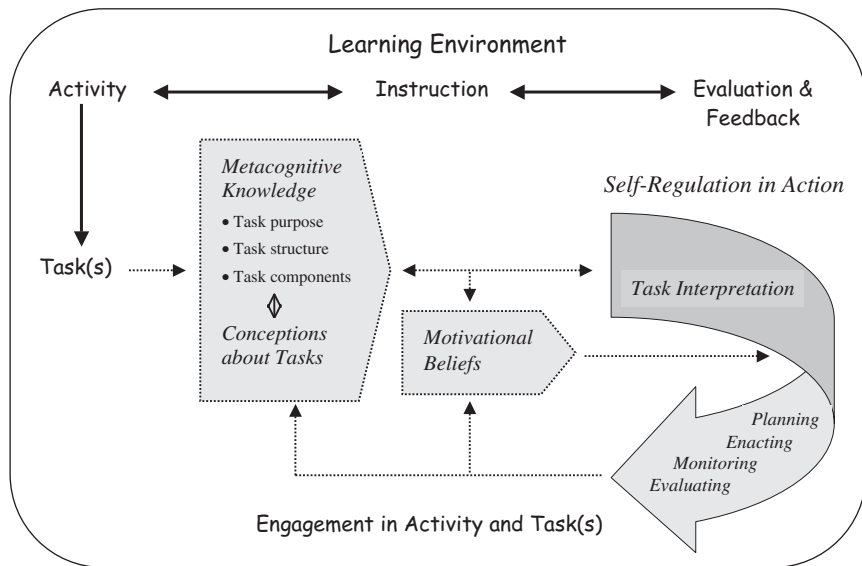 Learning Environment
Activity
Instruction
Evaluation &
Feedback
Metacognitive
Knowledge
• Task purpose
• Task structure
• Task components
Conceptions
about Tasks
Task(s)
Self-Regulation in Action
Task Interpretation
Motivational
Beliefs
Planning
Enacting
Monitoring
Evaluating
Engagement in Activity and Task(s)